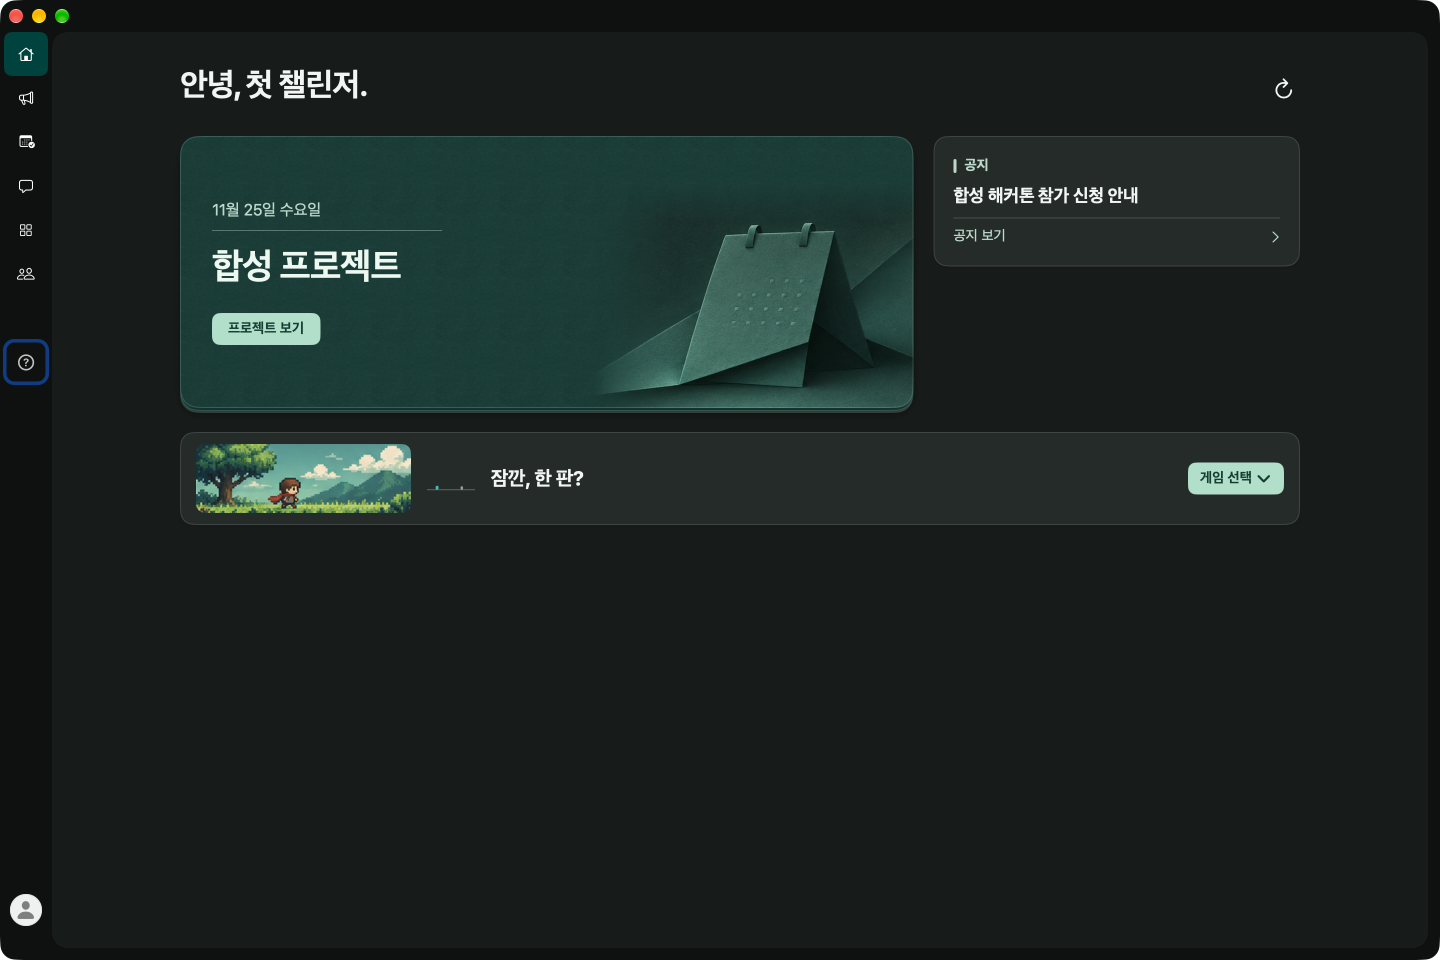 안녕, 첫 챌린저.
11월 25일 수요일
합성 프로젝트
프로젝트 보기
공지
합성 해커톤 참가 신청 안내
공지 보기
잠깐, 한 판?
게임 선택